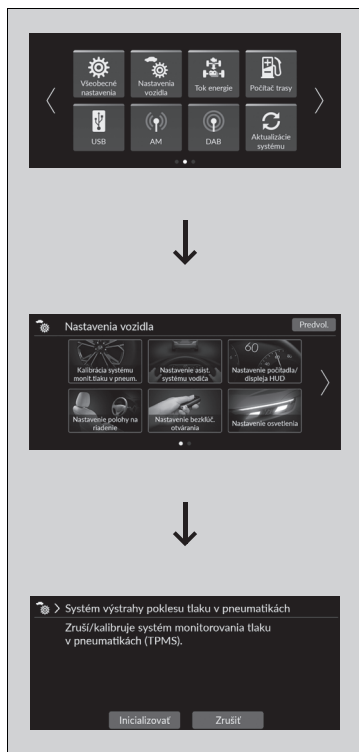 Všeobecné
nastavenia
Nastavenia
vozidla
Tok energie
Počítač trasy
USB
AM
DAB
Aktualizácie
systému
Nastavenia vozidla
Predvol.
Kalibrácia systému
monit.tlaku v pneum.
Nastavenie asist.
systému vodiča
60
Nastavenie počítadla/
displeja HUD
Nastavenie polohy na
riadenie
Nastavenie bezkľúč.
otvárania
Nastavenie osvetlenia
Systém výstrahy poklesu tlaku v pneumatikách
Zruší/kalibruje systém monitorovania tlaku
v pneumatikách (TPMS).
Inicializovať
Zrušiť